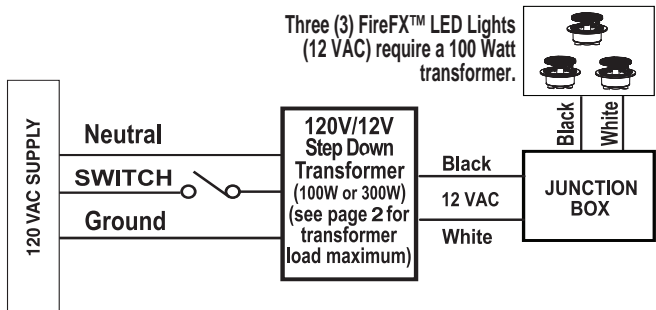 Three (3) FireFX™ LED Lights
(12 VAC) require a 100 Watt
transformer.
120 VAC SUPPLY
Neutral
SWITCH
Ground
120V/12V
Step Down
Transformer
(100W or 300W)
(see page 2 for
transformer
load maximum)
Black
12 VAC
White
Black
White
JUNCTION
BOX